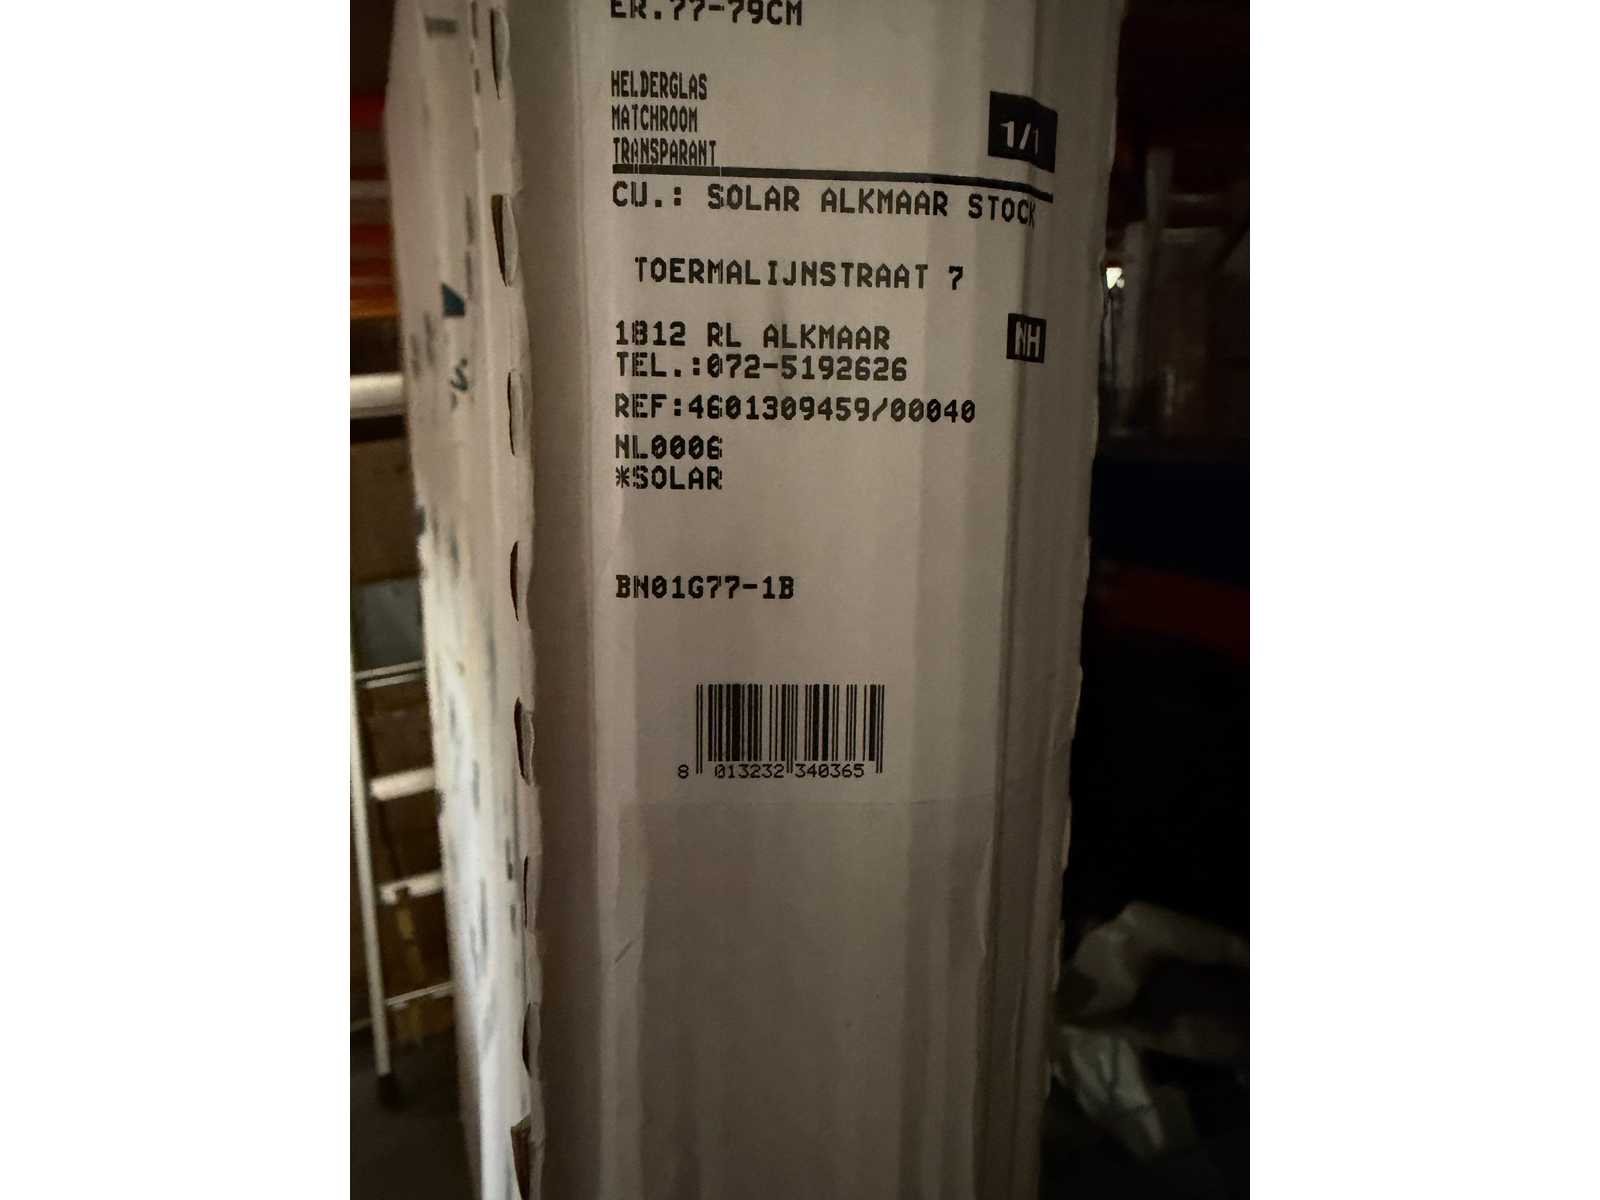 ER.77-79CM
HELDERGLAS
MATCHROOM
TRANSPARANT
1/1
CU.: SOLAR ALKMAAR STOCK
TOERMALIJNSTRAAT 7
1812 RL ALKMAAR
NH
TEL.:072-5192626
REF:4601309459/00040
NL0006
*SOLAR
BN01G77-1B
8 013232 340365